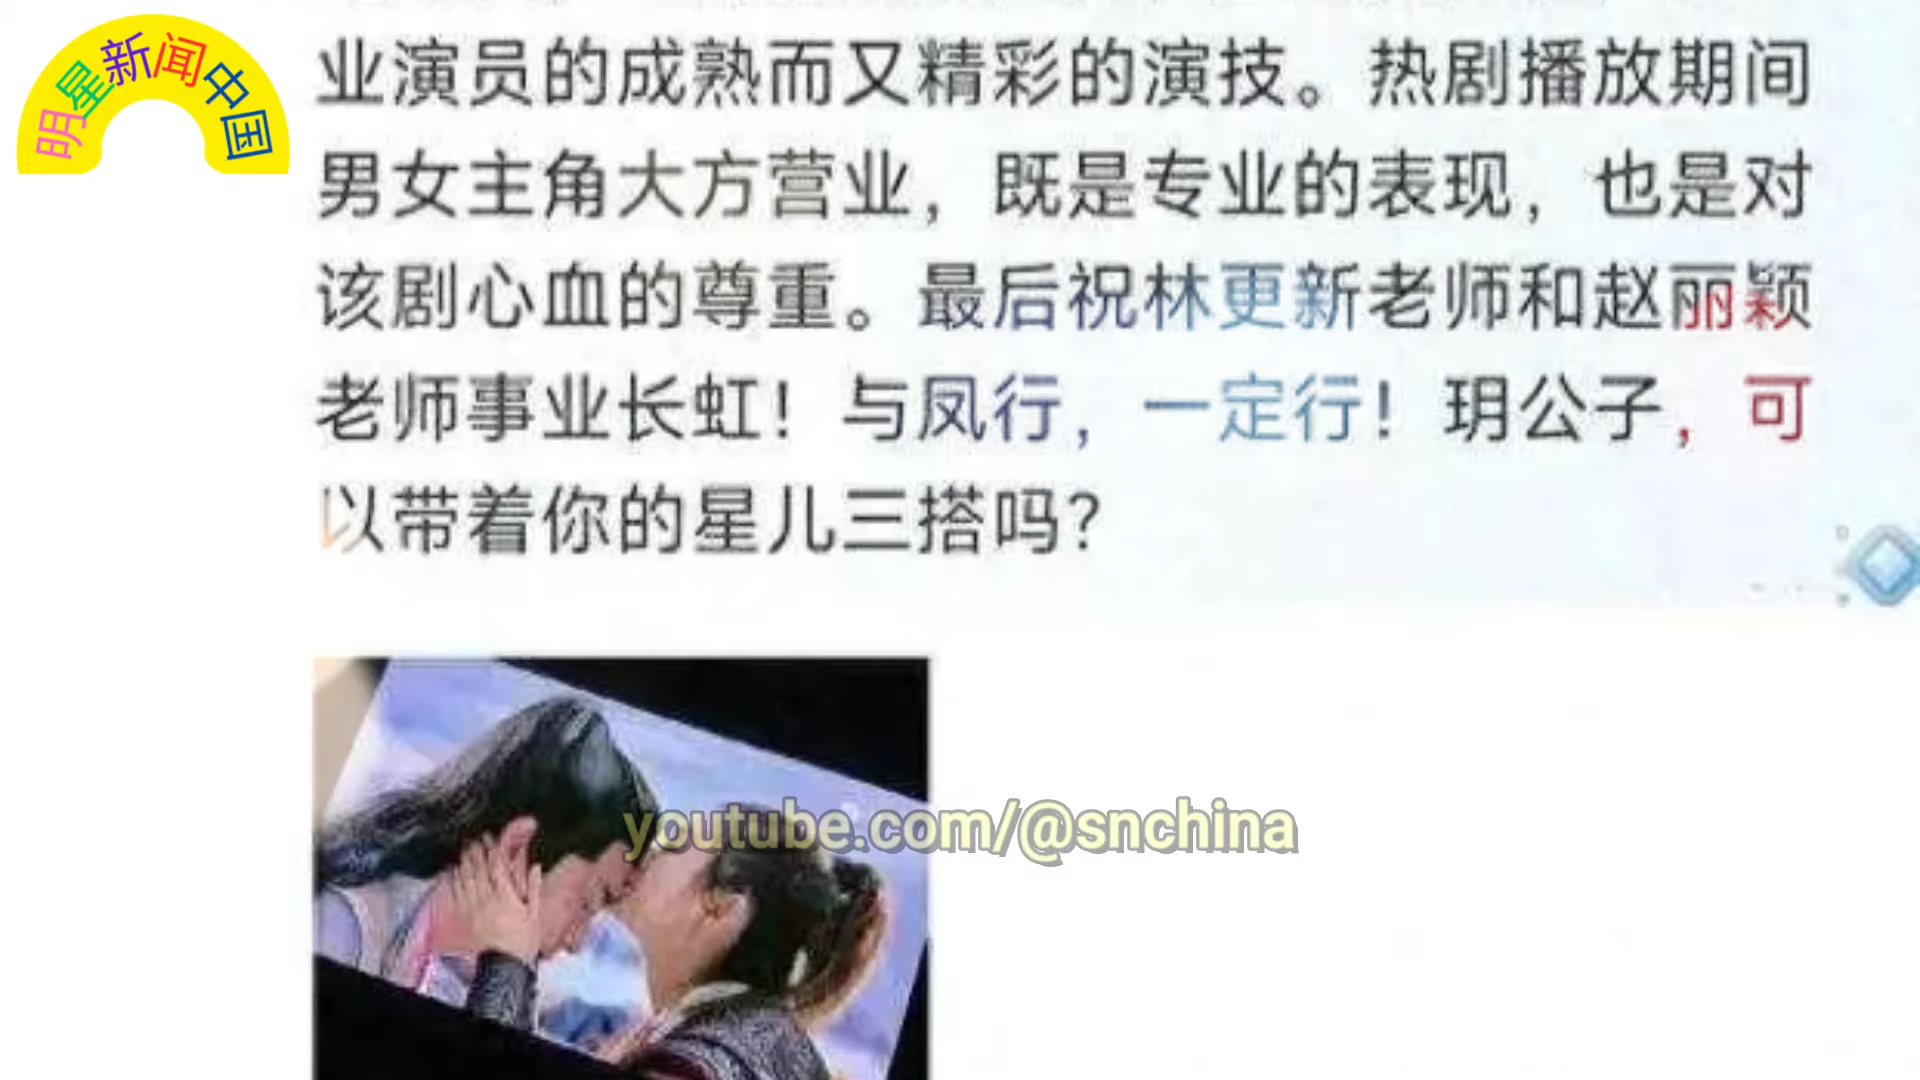 明星新闻中国
业演员的成熟而又精彩的演技。热剧播放期间
男女主角大方营业，既是专业的表现，也是对
该剧心血的尊重。最后祝林更新老师和赵丽颖
老师事业长虹！与凤行，一定行！玥公子，可
以带着你的星儿三搭吗？
youtube.com/@snchina